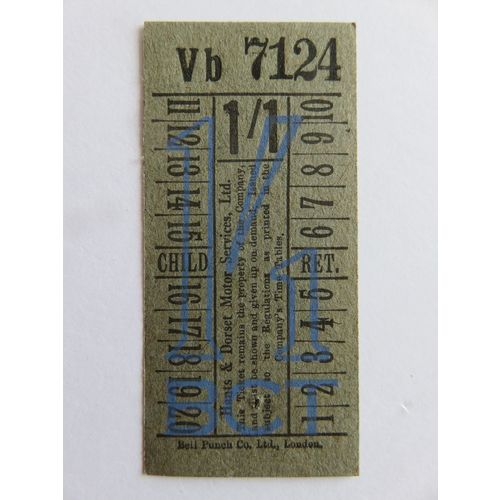 Vb 7124
1/1
11 12 13 14 15 CHILD 16 17 18 19 20
Hants & Dorset Motor Services, Ltd.
This Ticket remains the property of the Company,
and must be shown and given up on demand. Issued
subject to the Regulations as printed in the
Company's Time Tables.
1 2 3 4 5 RET. 6 7 8 9 10
1/1
Bell Punch Co. Ltd., London.